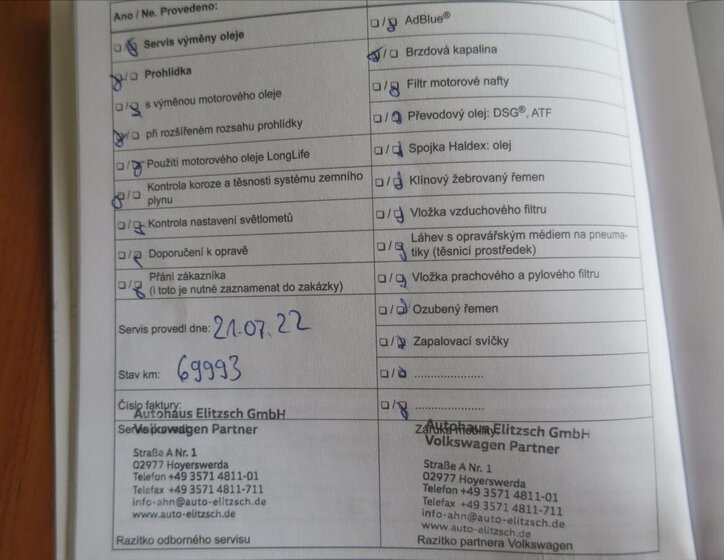 Ano / Ne. Provedeno:
☐ / ☐ Servis výměny oleje
☐ / ☐ Prohlídka
☐ / ☐ s výměnou motorového oleje
☐ / ☐ při rozšířeném rozsahu prohlídky
☐ / ☐ Použití motorového oleje LongLife
☐ / ☐ Kontrola koroze a těsnosti systému zemního
plynu
☐ / ☐ Kontrola nastavení světlometů
☐ / ☐ Doporučení k opravě
☐ / ☐ Přání zákazníka
(i toto je nutné zaznamenat do zakázky)
Servis provedl dne: 21.07.22
Stav km: 69993
Číslo faktury:
Autohaus Elitzsch GmbH
Volkswagen Partner
Straße A Nr. 1
02977 Hoyerswerda
Telefon +49 3571 4811-01
Telefax +49 3571 4811-711
info-ahn@auto-elitzsch.de
www.auto-elitzsch.de
Razítko odborného servisu
☐ / ☐ AdBlue®
☐ / ☐ Brzdová kapalina
☐ / ☐ Filtr motorové nafty
☐ / ☐ Převodový olej: DSG®, ATF
☐ / ☐ Spojka Haldex: olej
☐ / ☐ Klínový žebrovaný řemen
☐ / ☐ Vložka vzduchového filtru
☐ / ☐ Láhev s opravářským médiem na pneuma-
tiky (těsnicí prostředek)
☐ / ☐ Vložka prachového a pylového filtru
☐ / ☐ Ozubený řemen
☐ / ☐ Zapalovací svíčky
☐ / ☐ ....................
☐ / ☐ ....................
Záruka mobility:
Autohaus Elitzsch GmbH
Volkswagen Partner
Straße A Nr. 1
02977 Hoyerswerda
Telefon +49 3571 4811-01
Telefax +49 3571 4811-711
info-ahn@auto-elitzsch.de
www.auto-elitzsch.de
Razítko partnera Volkswagen